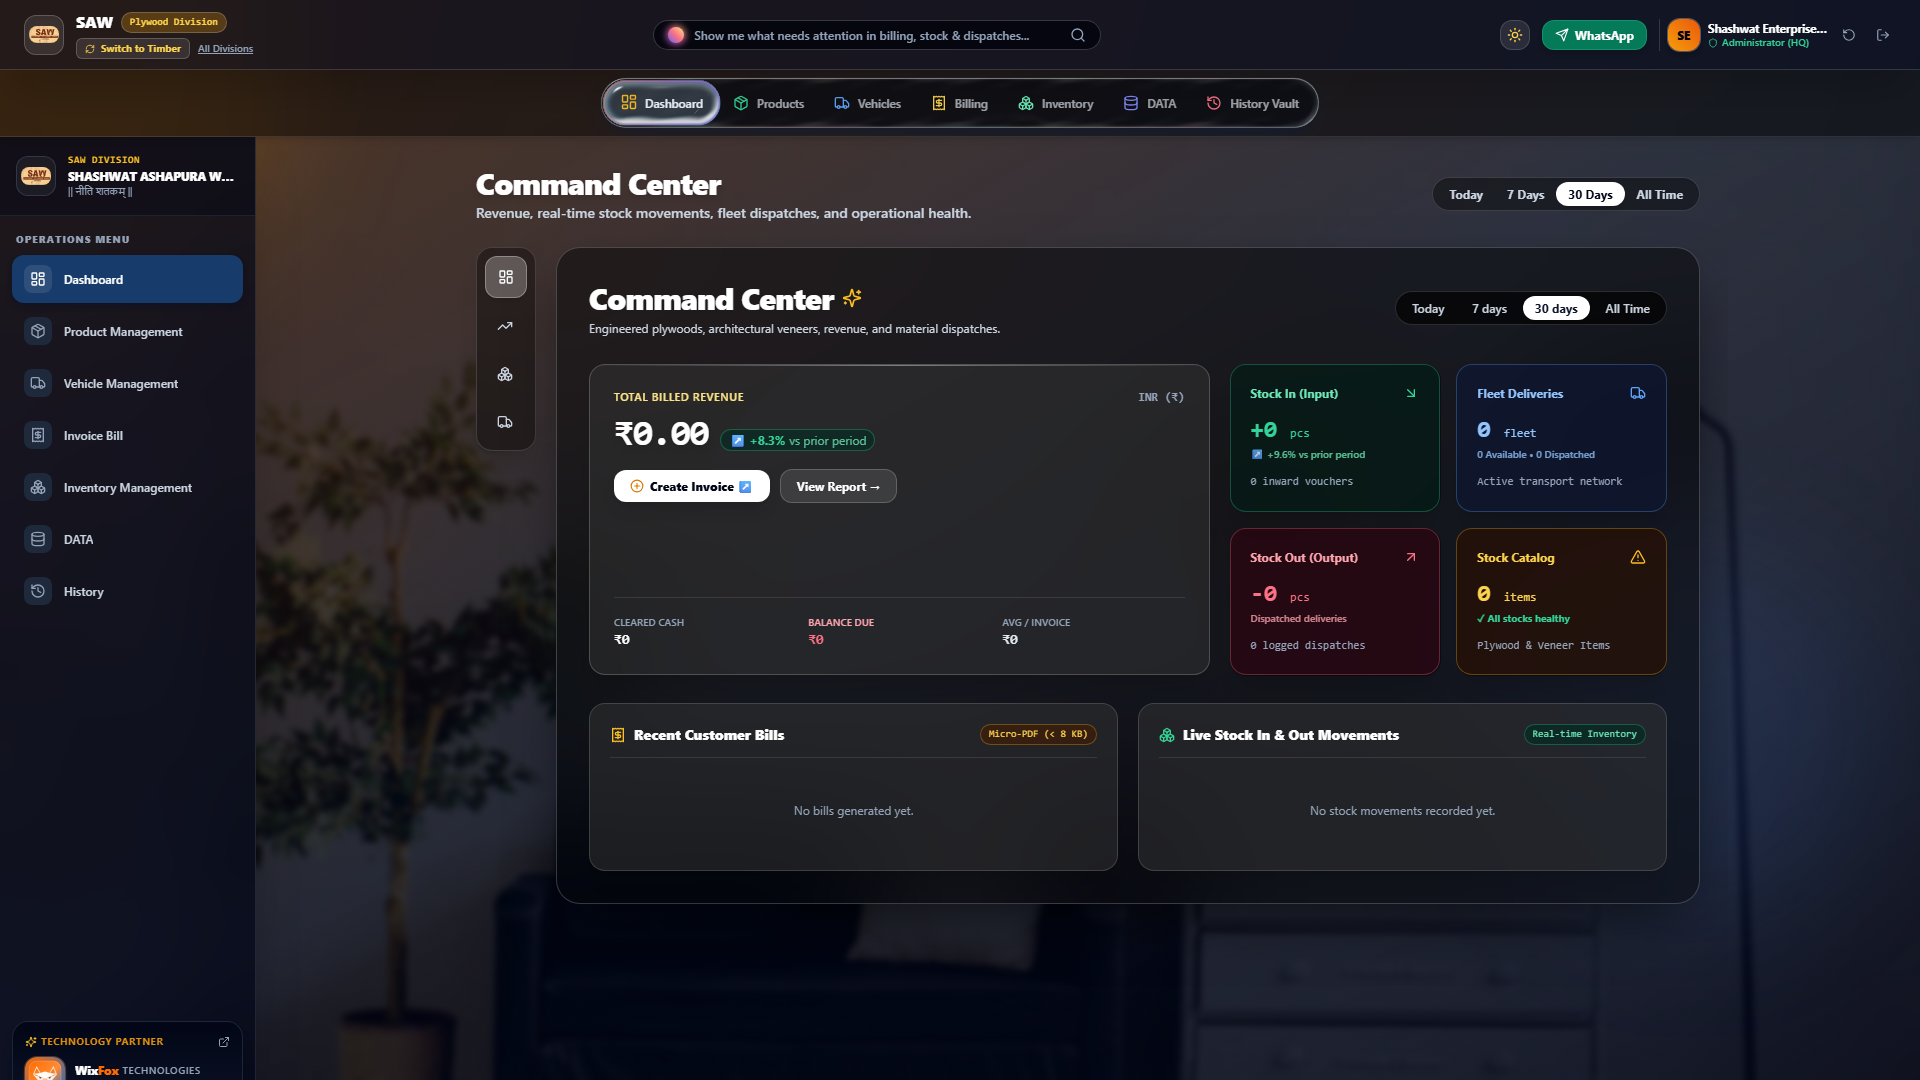 SAW
SAW Plywood Division
Switch to Timber All Divisions
Show me what needs attention in billing, stock & dispatches...
WhatsApp
SE
Shashwat Enterprise...
Administrator (HQ)
Dashboard Products Vehicles Billing Inventory DATA History Vault
SAW
SAW DIVISION
SHASHWAT ASHAPURA W...
OPERATIONS MENU
Dashboard
Product Management
Vehicle Management
Invoice Bill
Inventory Management
DATA
History
TECHNOLOGY PARTNER
WixFox TECHNOLOGIES
Command Center
Revenue, real-time stock movements, fleet dispatches, and operational health.
Today 7 Days 30 Days All Time
Command Center
Engineered plywoods, architectural veneers, revenue, and material dispatches.
Today 7 days 30 days All Time
TOTAL BILLED REVENUE INR (₹)
₹0.00 +8.3% vs prior period
Create Invoice View Report →
CLEARED CASH BALANCE DUE AVG / INVOICE
₹0 ₹0 ₹0
Stock In (Input)
+0 pcs
+9.6% vs prior period
0 inward vouchers
Fleet Deliveries
0 fleet
0 Available • 0 Dispatched
Active transport network
Stock Out (Output)
-0 pcs
Dispatched deliveries
0 logged dispatches
Stock Catalog
0 items
✓ All stocks healthy
Plywood & Veneer Items
Recent Customer Bills Micro-PDF (< 8 KB)
No bills generated yet.
Live Stock In & Out Movements Real-time Inventory
No stock movements recorded yet.